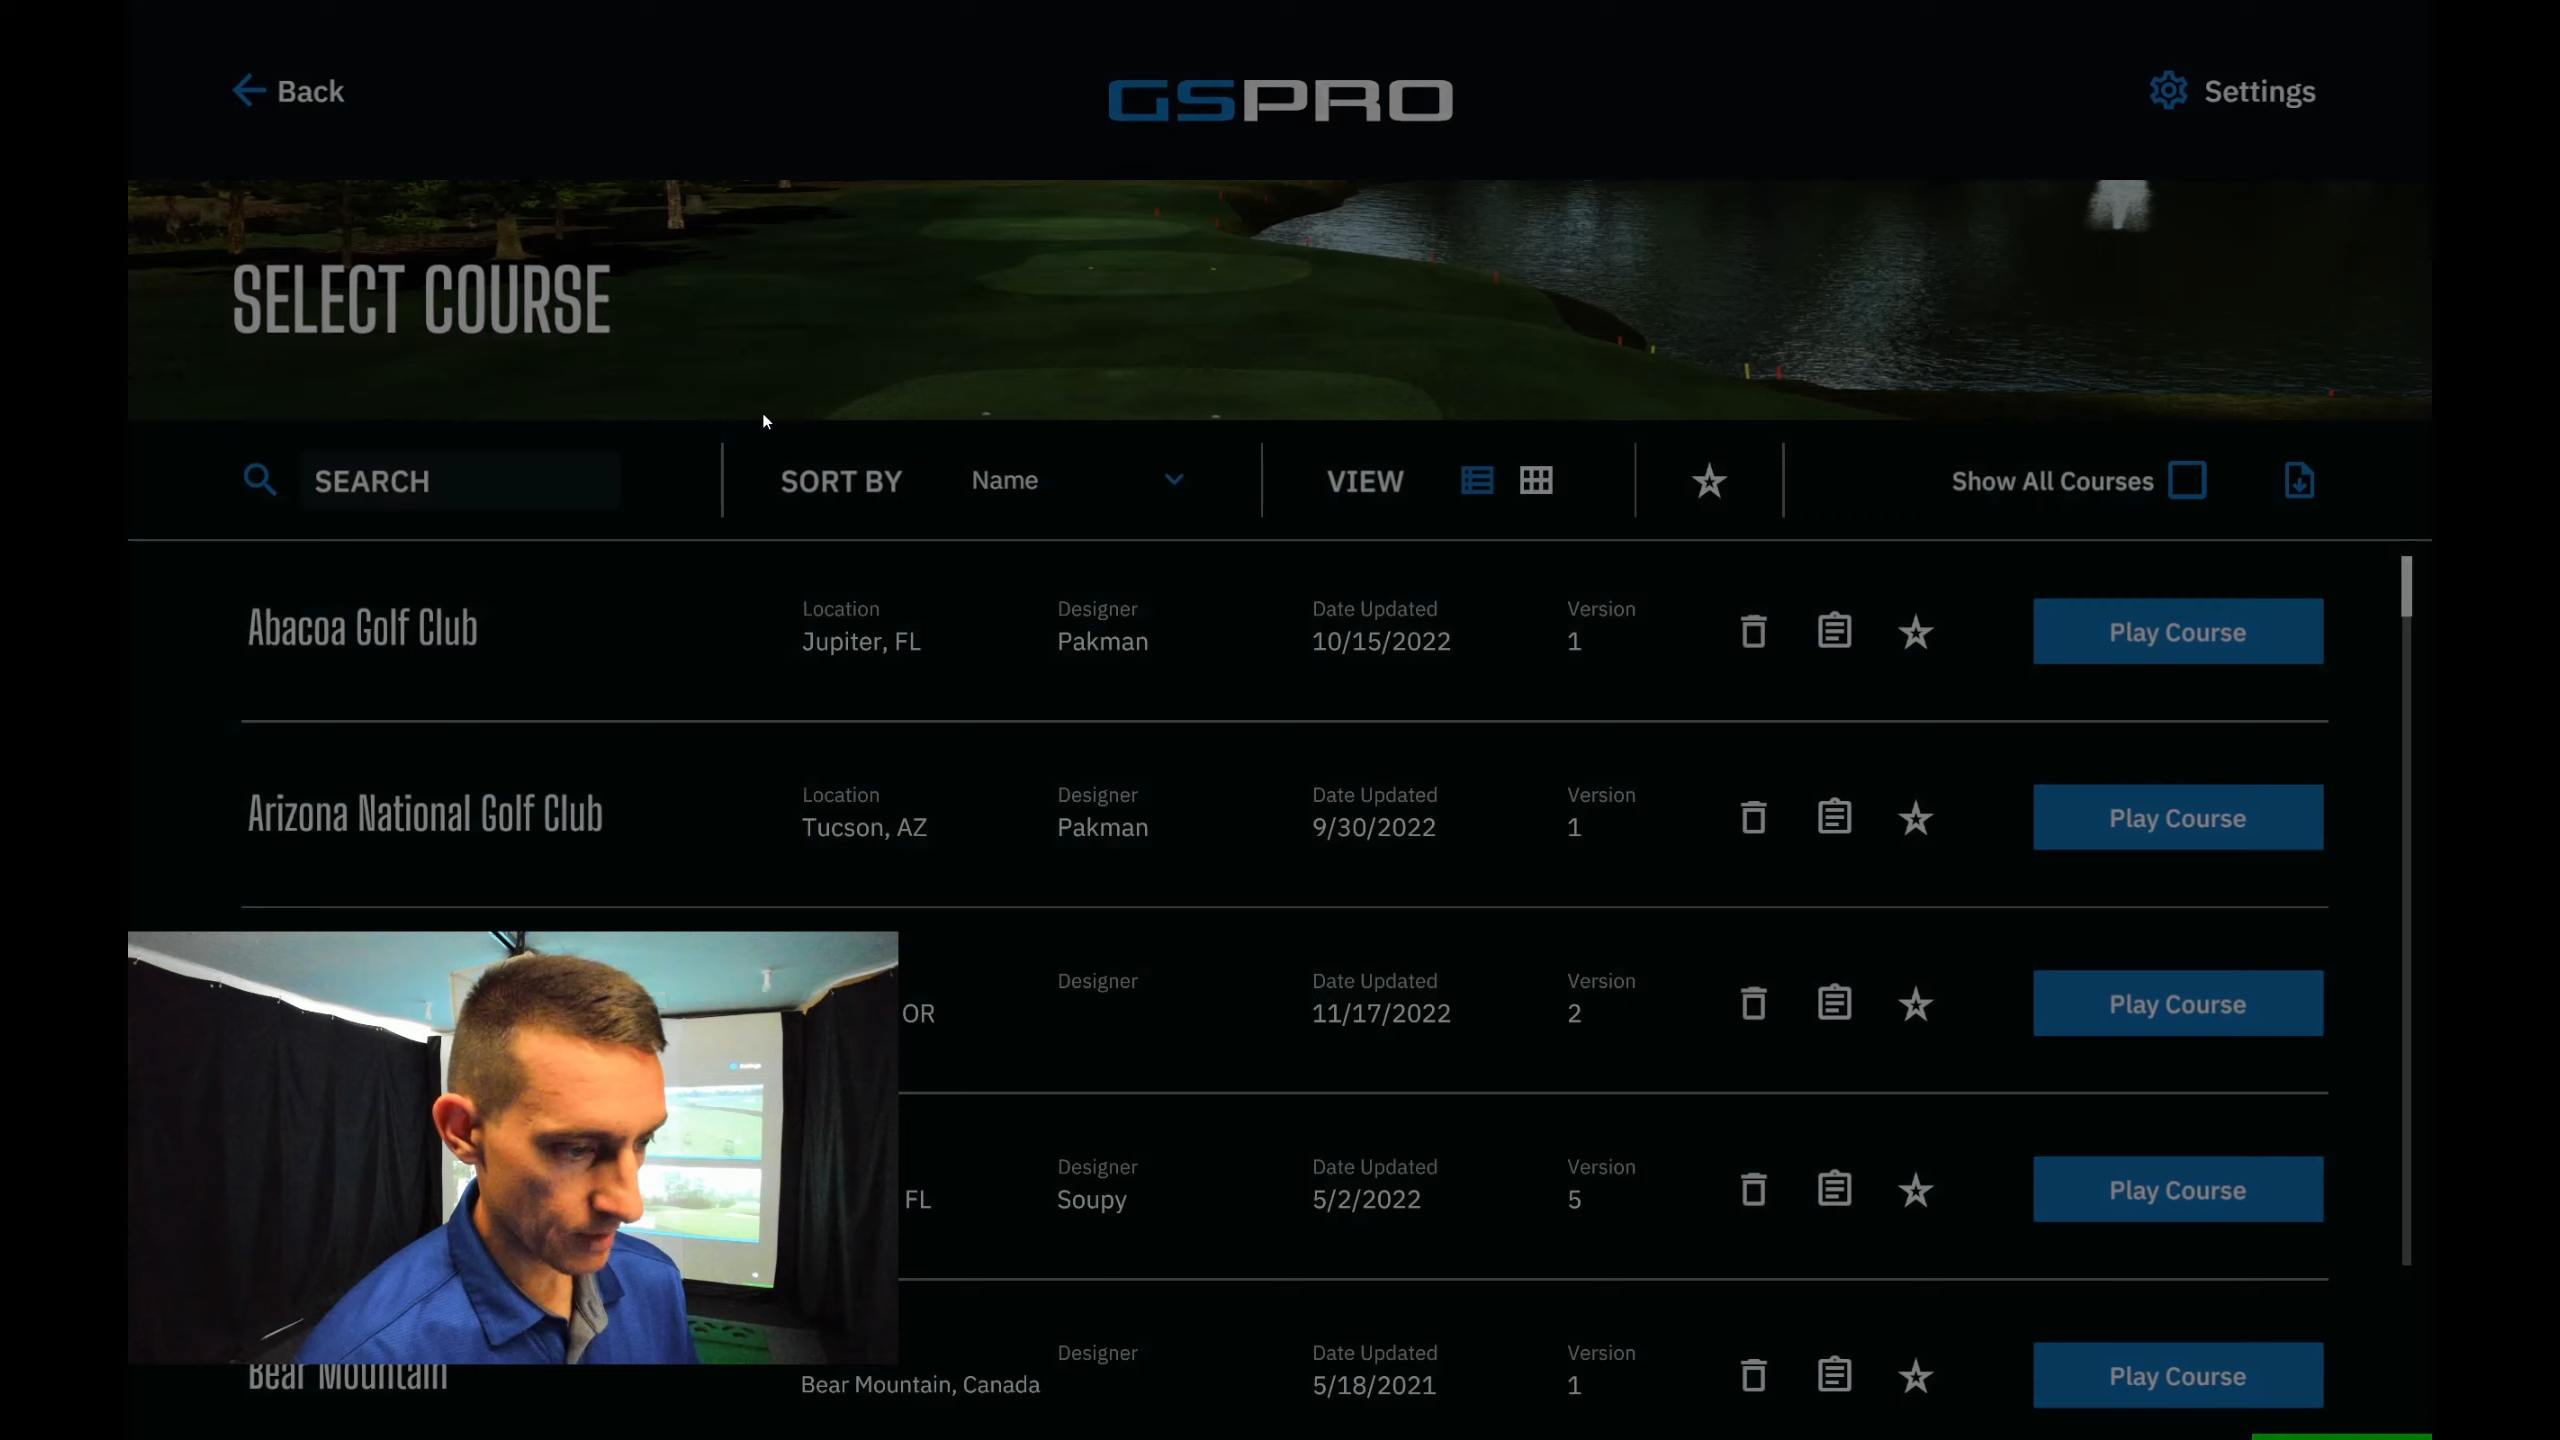 Back
GSPRO
Settings
SELECT COURSE
SEARCH
SORT BY
Name
VIEW
Show All Courses
Abacoa Golf Club
Location
Jupiter, FL
Designer
Pakman
Date Updated
10/15/2022
Version
1
Play Course
Arizona National Golf Club
Location
Tucson, AZ
Designer
Pakman
Date Updated
9/30/2022
Version
1
Play Course
OR
Designer
Date Updated
11/17/2022
Version
2
Play Course
FL
Designer
Soupy
Date Updated
5/2/2022
Version
5
Play Course
Bear Mountain
Bear Mountain, Canada
Designer
Date Updated
5/18/2021
Version
1
Play Course